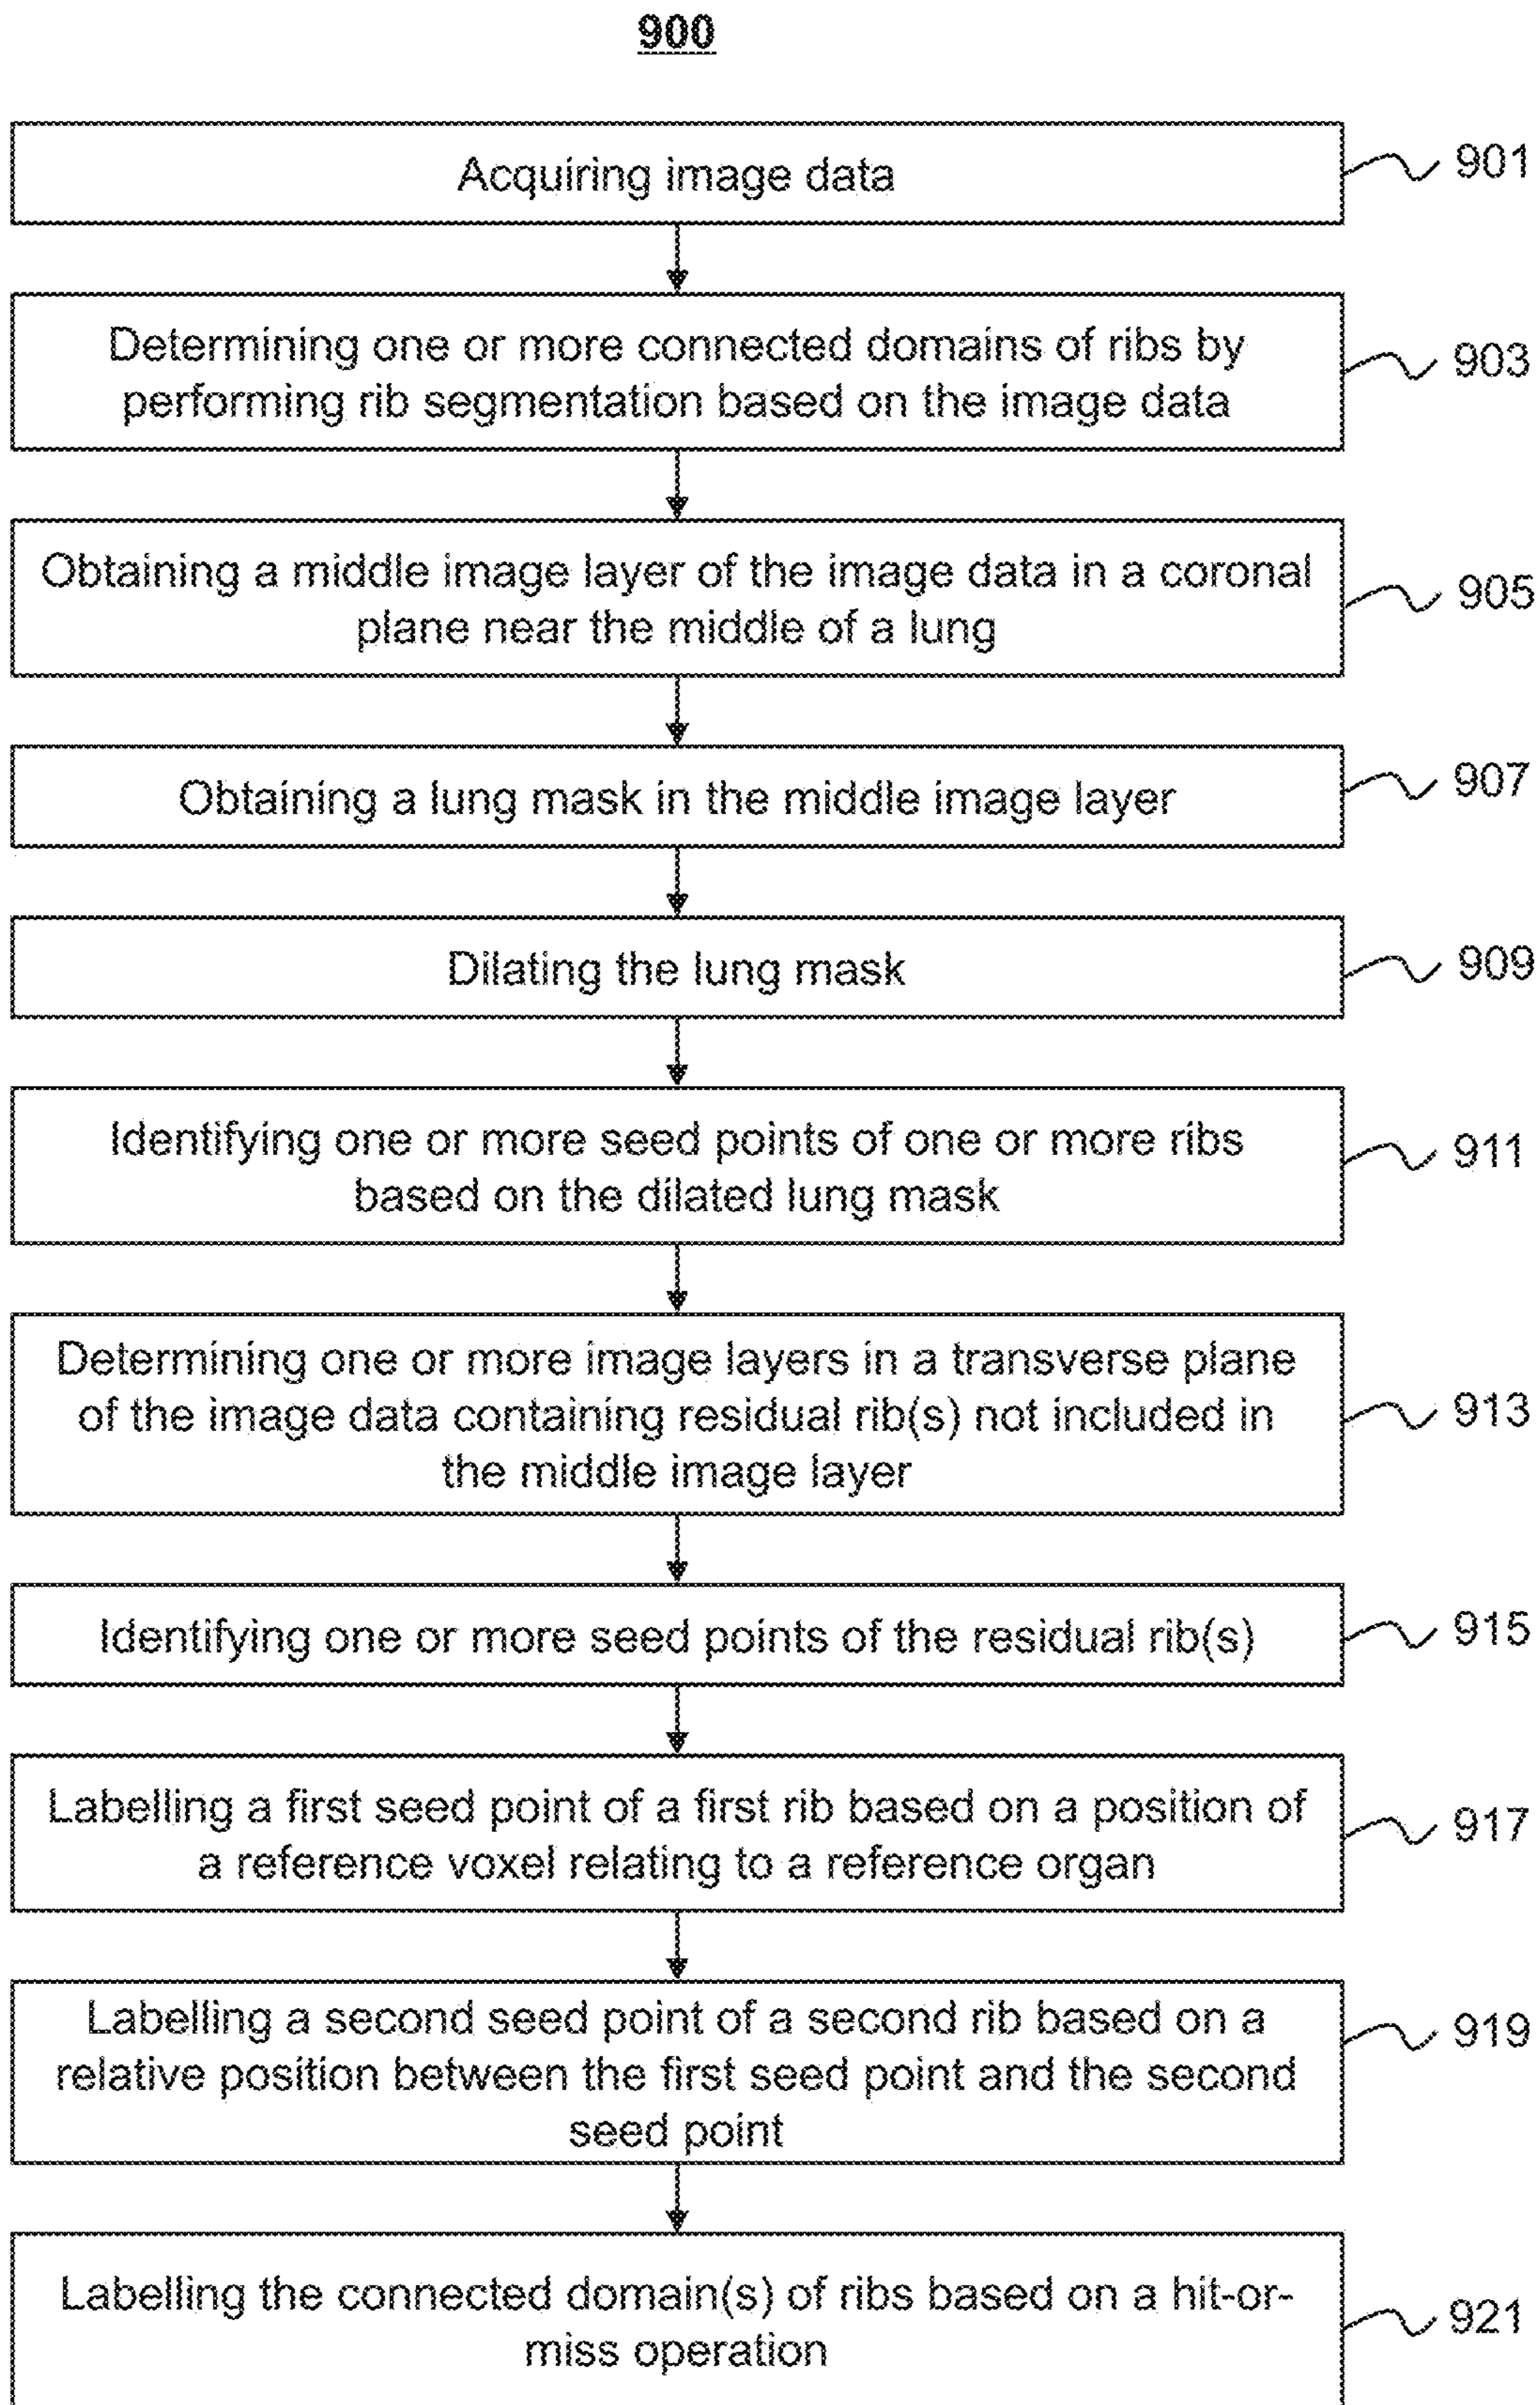 900
Acquiring image data
901
Determining one or more connected domains of ribs by
performing rib segmentation based on the image data
903
Obtaining a middle image layer of the image data in a coronal
plane near the middle of a lung
905
Obtaining a lung mask in the middle image layer
907
Dilating the lung mask
909
Identifying one or more seed points of one or more ribs
based on the dilated lung mask
911
Determining one or more image layers in a transverse plane
of the image data containing residual rib(s) not included in
the middle image layer
913
Identifying one or more seed points of the residual rib(s)
915
Labelling a first seed point of a first rib based on a position of
a reference voxel relating to a reference organ
917
Labelling a second seed point of a second rib based on a
relative position between the first seed point and the second
seed point
919
Labelling the connected domain(s) of ribs based on a hit-or-
miss operation
921